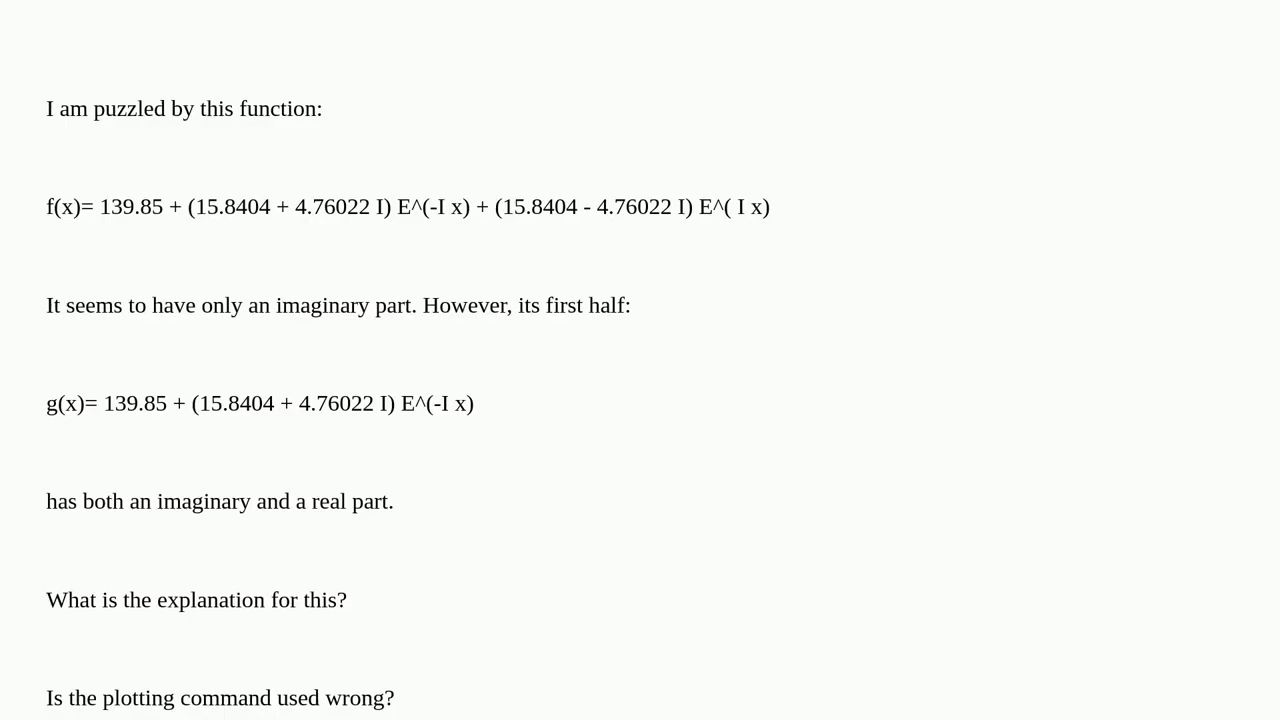 I am puzzled by this function:
f(x)= 139.85 + (15.8404 + 4.76022 I) E^(-I x) + (15.8404 - 4.76022 I) E^( I x)
It seems to have only an imaginary part. However, its first half:
g(x)= 139.85 + (15.8404 + 4.76022 I) E^(-I x)
has both an imaginary and a real part.
What is the explanation for this?
Is the plotting command used wrong?